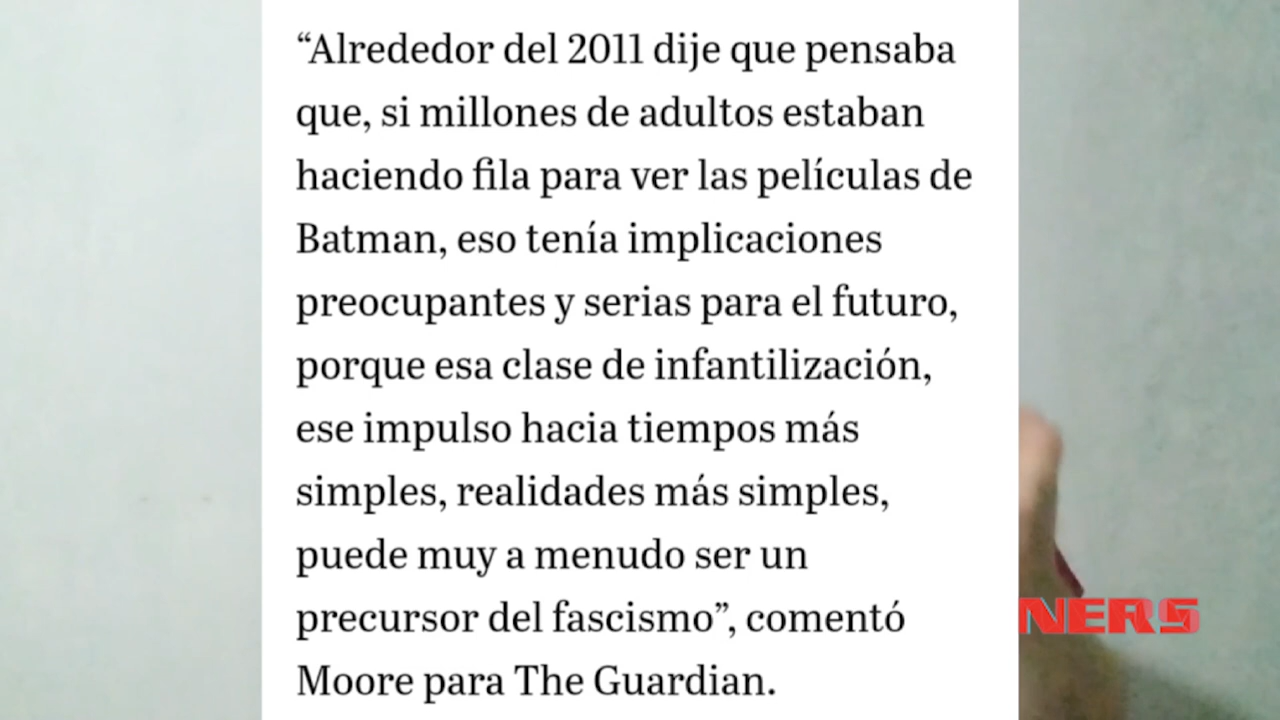 “Alrededor del 2011 dije que pensaba
que, si millones de adultos estaban
haciendo fila para ver las películas de
Batman, eso tenía implicaciones
preocupantes y serias para el futuro,
porque esa clase de infantilización,
ese impulso hacia tiempos más
simples, realidades más simples,
puede muy a menudo ser un
precursor del fascismo”, comentó
Moore para The Guardian.
NERS